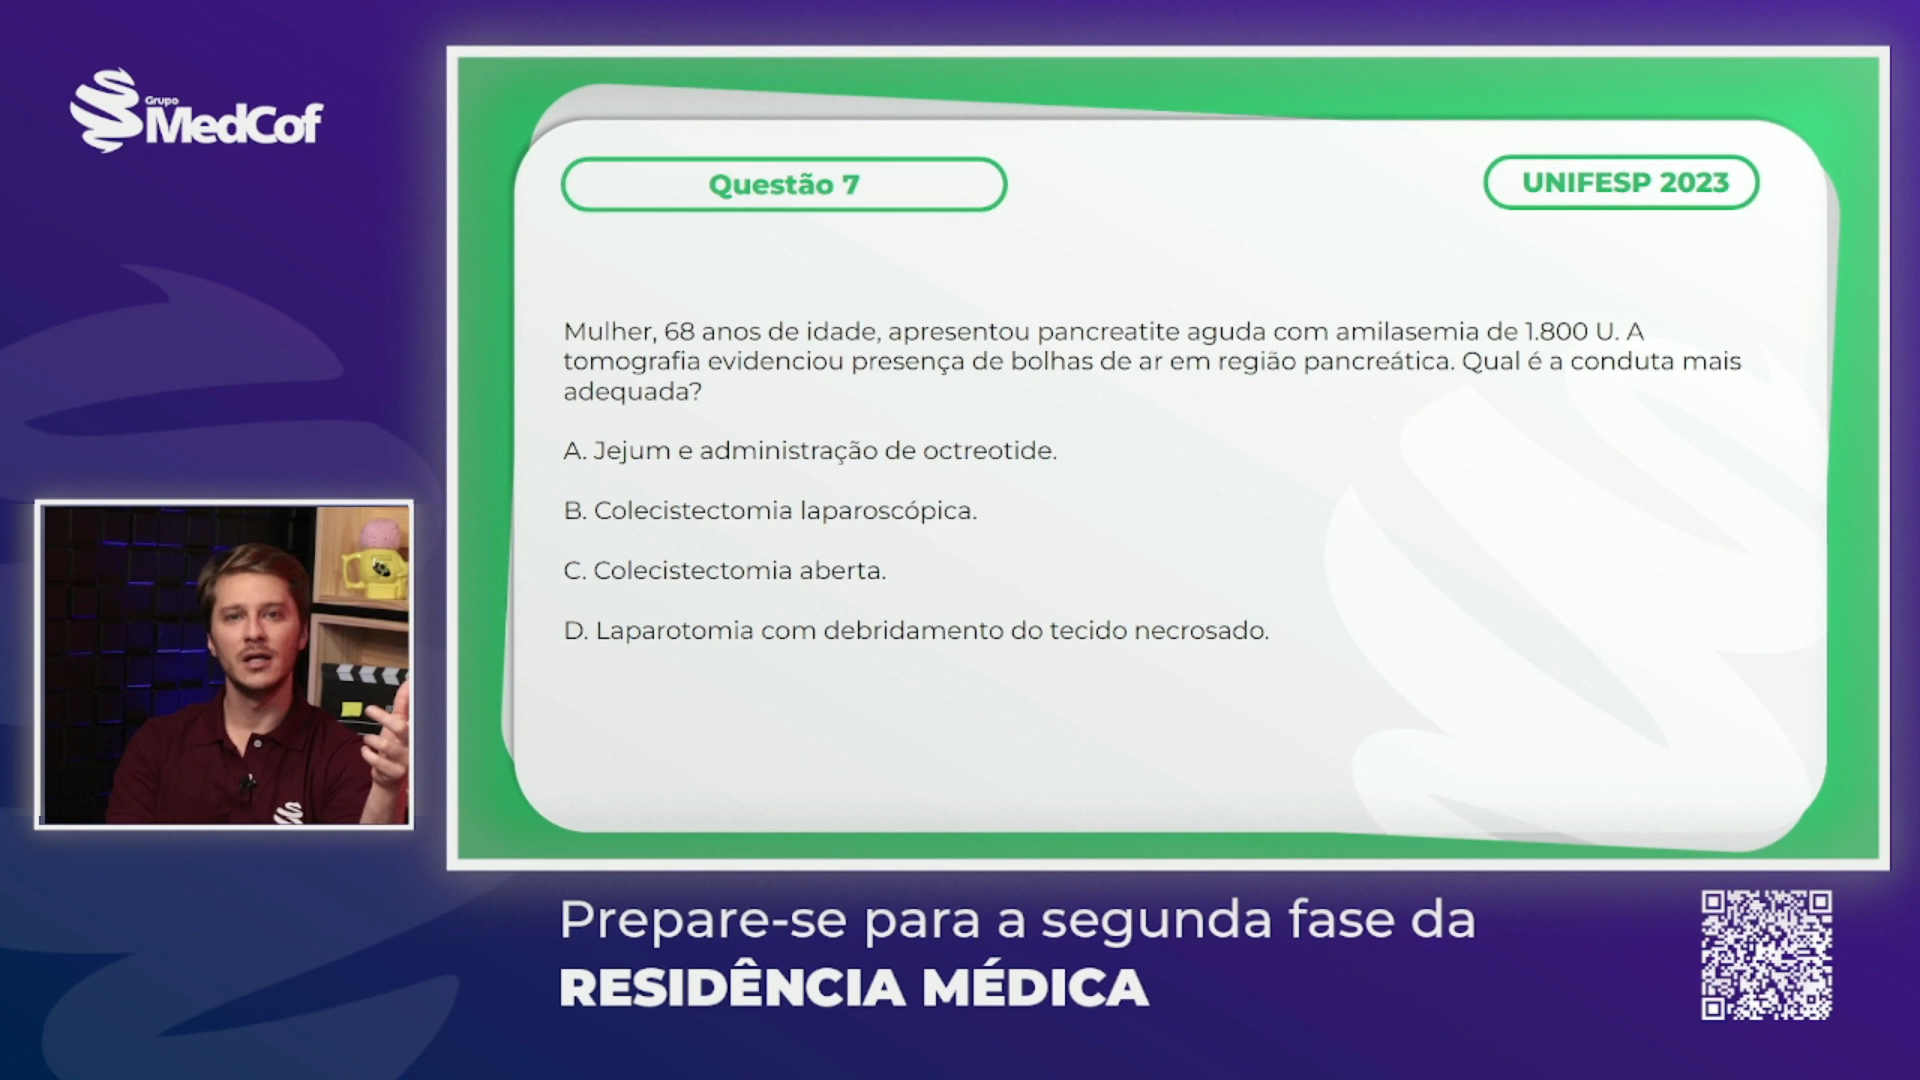 Grupo
MedCof
Questão 7
UNIFESP 2023
Mulher, 68 anos de idade, apresentou pancreatite aguda com amilasemia de 1.800 U. A
tomografia evidenciou presença de bolhas de ar em região pancreática. Qual é a conduta mais
adequada?
A. Jejum e administração de octreotide.
B. Colecistectomia laparoscópica.
C. Colecistectomia aberta.
D. Laparotomia com debridamento do tecido necrosado.
Prepare-se para a segunda fase da
RESIDÊNCIA MÉDICA